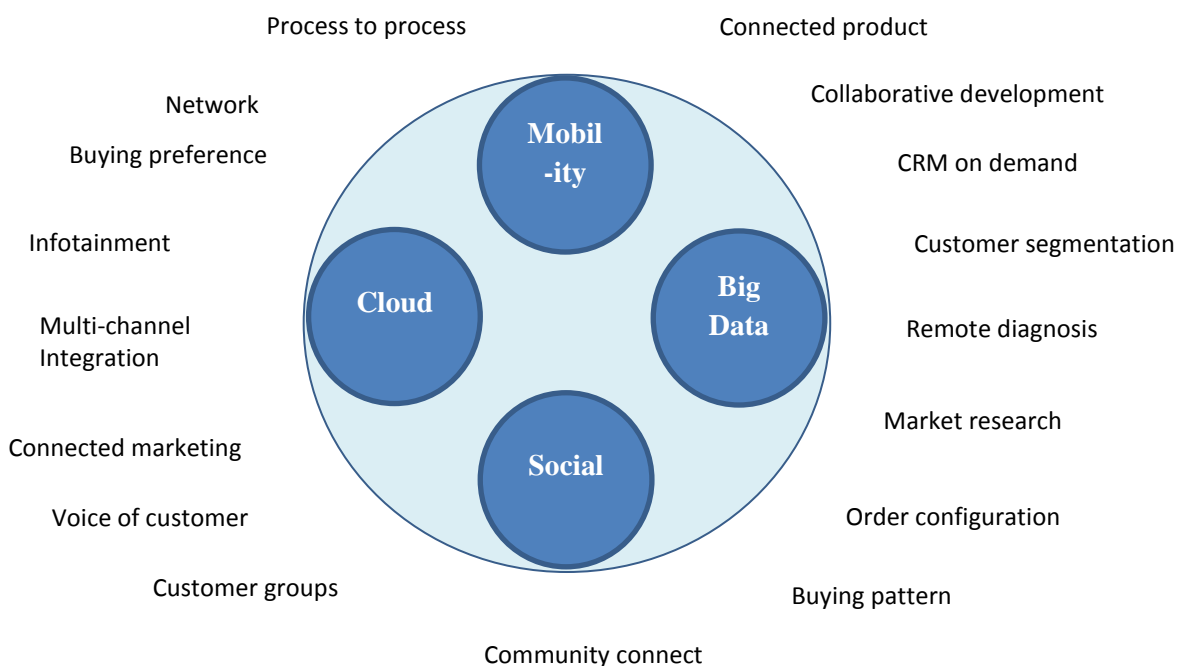 Process to process
Connected product
Network
Collaborative development
Mobil
-ity
Buying preference
CRM on demand
Infotainment
Customer segmentation
Cloud
Big
Data
Multi-channel
Integration
Remote diagnosis
Market research
Connected marketing
Social
Voice of customer
Order configuration
Customer groups
Buying pattern
Community connect